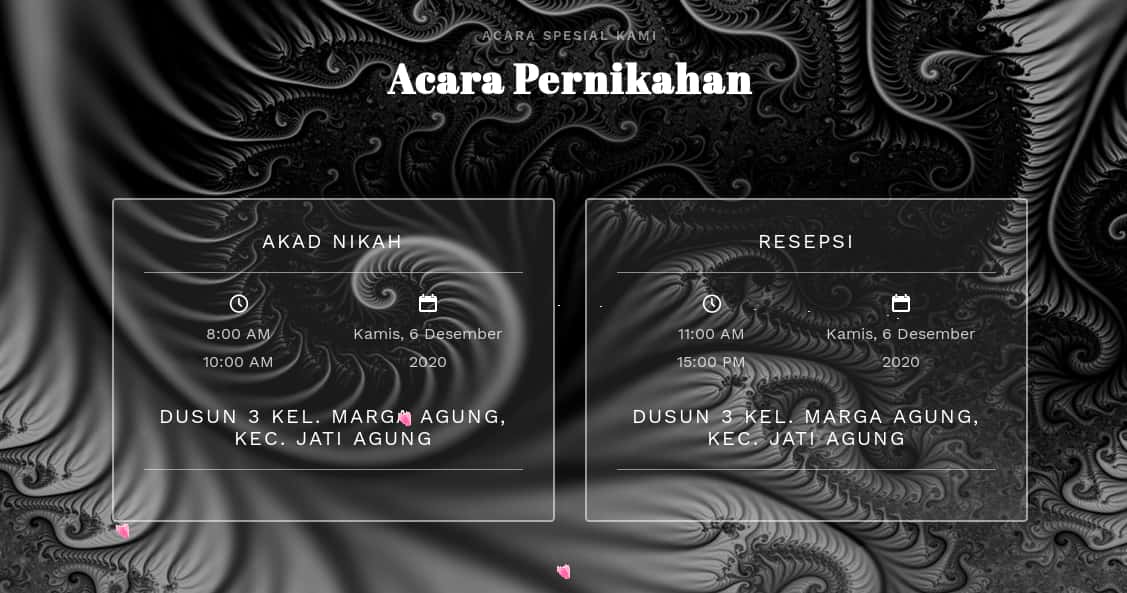 ACARA SPESIAL KAMI
Acara Pernikahan
AKAD NIKAH
8:00 AM
10:00 AM
Kamis, 6 Desember
2020
DUSUN 3 KEL. MARGA AGUNG,
KEC. JATI AGUNG
RESEPSI
11:00 AM
15:00 PM
Kamis, 6 Desember
2020
DUSUN 3 KEL. MARGA AGUNG,
KEC. JATI AGUNG